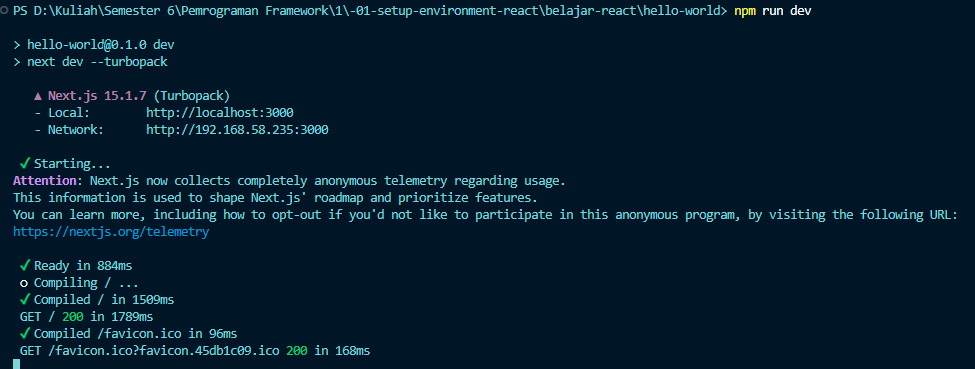 PS D:\Kuliah\Semester 6\Pemrograman Framework\1\-01-setup-environment-react\belajar-react\hello-world> npm run dev
> hello-world@0.1.0 dev
> next dev --turbopack
▲ Next.js 15.1.7 (Turbopack)
- Local: http://localhost:3000
- Network: http://192.168.58.235:3000
✓ Starting...
Attention: Next.js now collects completely anonymous telemetry regarding usage.
This information is used to shape Next.js' roadmap and prioritize features.
You can learn more, including how to opt-out if you'd not like to participate in this anonymous program, by visiting the following URL:
https://nextjs.org/telemetry
✓ Ready in 884ms
○ Compiling / ...
✓ Compiled / in 1509ms
GET / 200 in 1789ms
✓ Compiled /favicon.ico in 96ms
GET /favicon.ico?favicon.45db1c09.ico 200 in 168ms